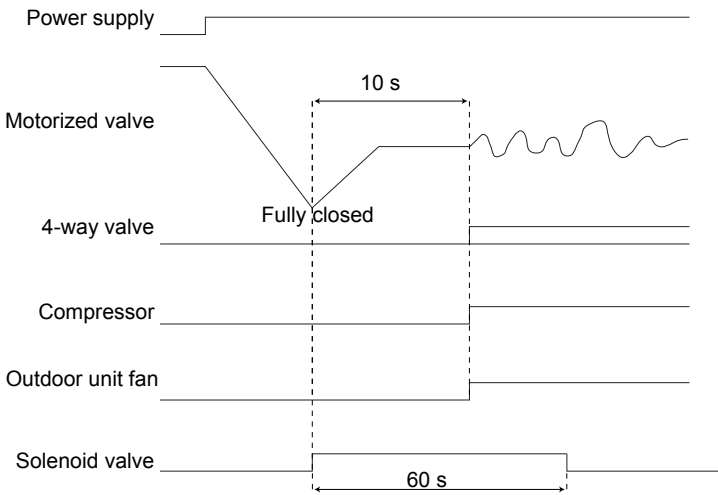 Power supply
10 s
Motorized valve
Fully closed
4-way valve
Compressor
Outdoor unit fan
Solenoid valve
60 s